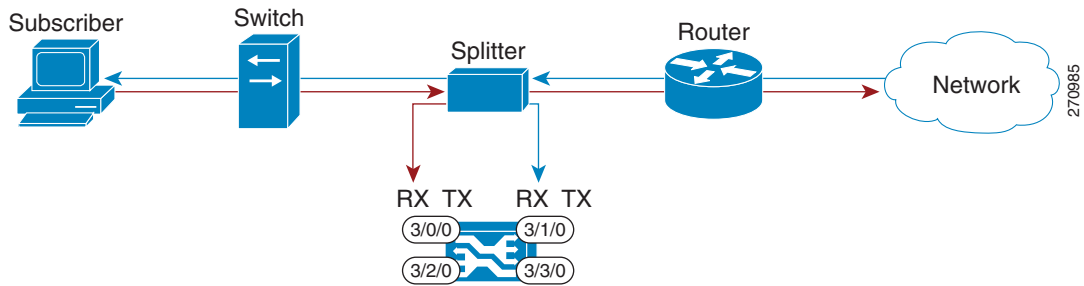 Subscriber
Switch
Splitter
Router
Network
270985
RX TX
RX TX
3/0/0
3/1/0
3/2/0
3/3/0